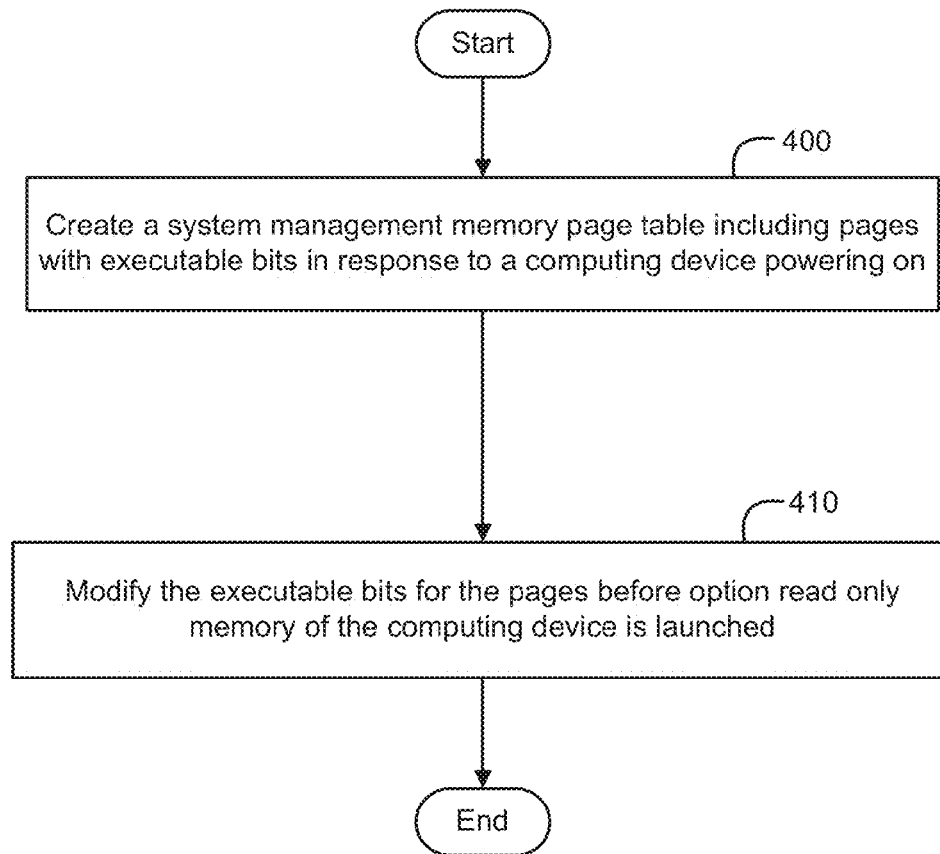 Start
400
Create a system management memory page table including pages
with executable bits in response to a computing device powering on
410
Modify the executable bits for the pages before option read only
memory of the computing device is launched
End